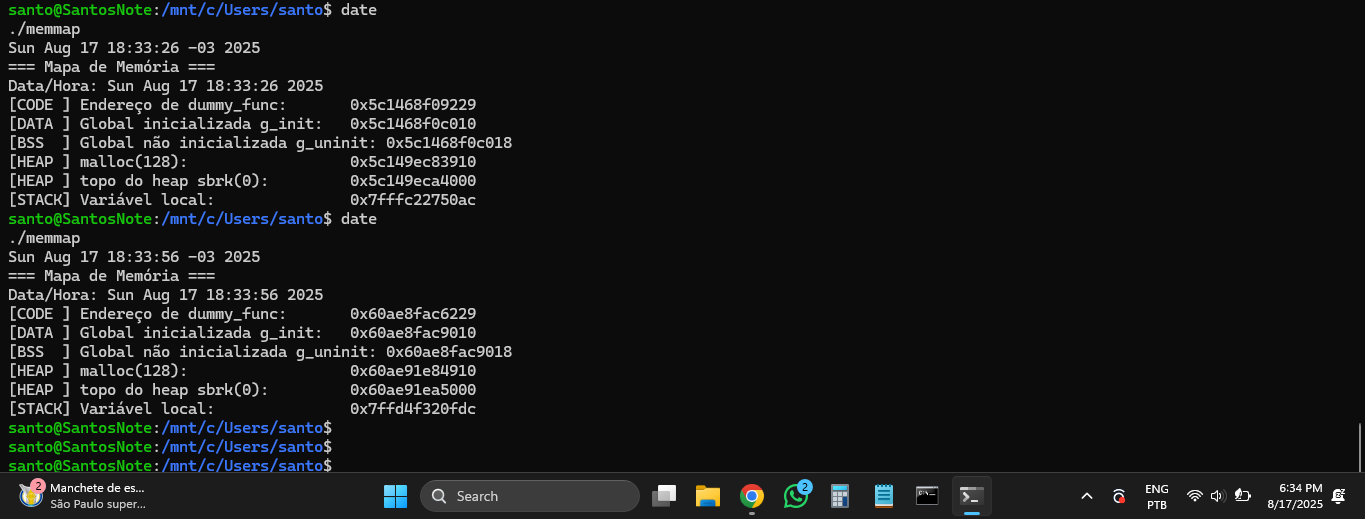 santo@SantosNote:/mnt/c/Users/santo$ date
./memmap
Sun Aug 17 18:33:26 -03 2025
=== Mapa de Memória ===
Data/Hora: Sun Aug 17 18:33:26 2025
[CODE ] Endereço de dummy_func:       0x5c1468f09229
[DATA ] Global inicializada g_init:   0x5c1468f0c010
[BSS  ] Global não inicializada g_uninit: 0x5c1468f0c018
[HEAP ] malloc(128):                  0x5c149ec83910
[HEAP ] topo do heap sbrk(0):         0x5c149eca4000
[STACK] Variável local:               0x7fffc22750ac
santo@SantosNote:/mnt/c/Users/santo$ date
./memmap
Sun Aug 17 18:33:56 -03 2025
=== Mapa de Memória ===
Data/Hora: Sun Aug 17 18:33:56 2025
[CODE ] Endereço de dummy_func:       0x60ae8fac6229
[DATA ] Global inicializada g_init:   0x60ae8fac9010
[BSS  ] Global não inicializada g_uninit: 0x60ae8fac9018
[HEAP ] malloc(128):                  0x60ae91e84910
[HEAP ] topo do heap sbrk(0):         0x60ae91ea5000
[STACK] Variável local:               0x7ffd4f320fdc
santo@SantosNote:/mnt/c/Users/santo$
santo@SantosNote:/mnt/c/Users/santo$
santo@SantosNote:/mnt/c/Users/santo$
2
Manchete de es...
São Paulo super...
Search
2
ENG
PTB
6:34 PM
8/17/2025